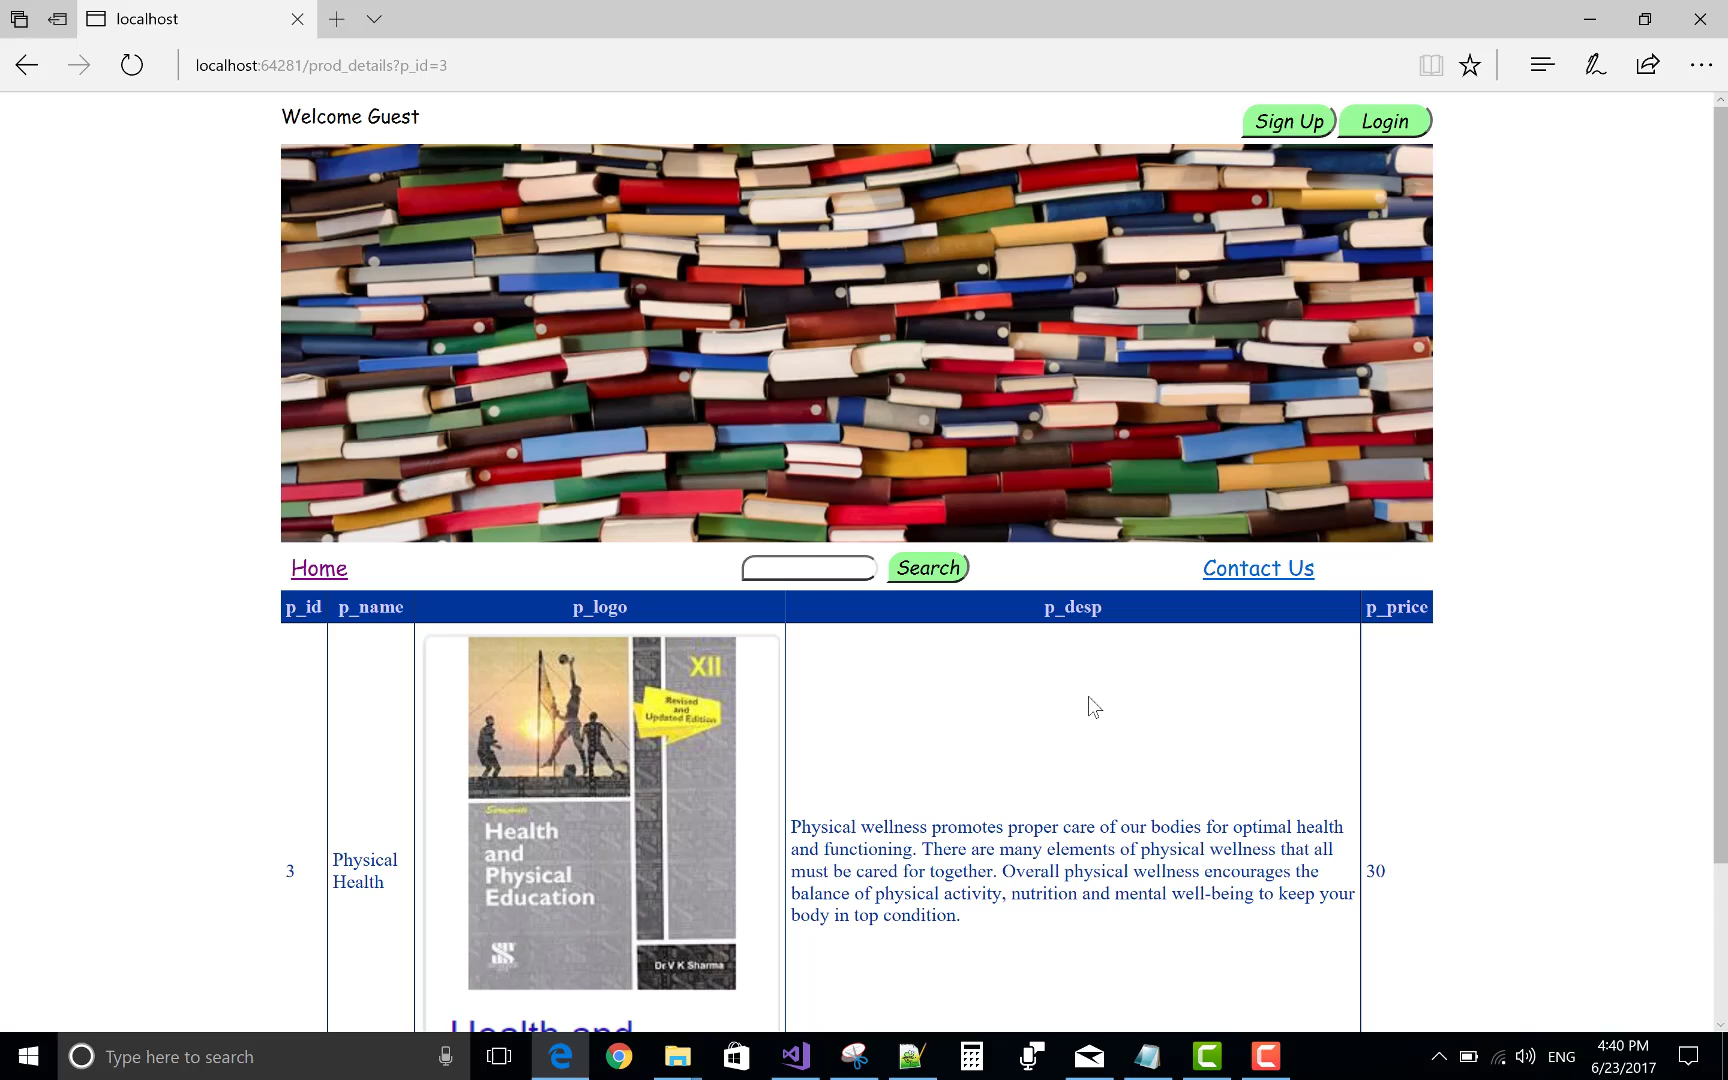 localhost
localhost:64281/prod_details?p_id=3
Welcome Guest
Sign Up
Login
Home
Search
Contact Us
p_id p_name p_logo p_desp p_price
XII
Revised
and
Updated Edition
Health
and
Physical
Education
Dr V K Sharma
Health and
3
Physical
Health
Physical wellness promotes proper care of our bodies for optimal health
and functioning. There are many elements of physical wellness that all
must be cared for together. Overall physical wellness encourages the
balance of physical activity, nutrition and mental well-being to keep your
body in top condition.
30
Type here to search
ENG
4:40 PM
6/23/2017